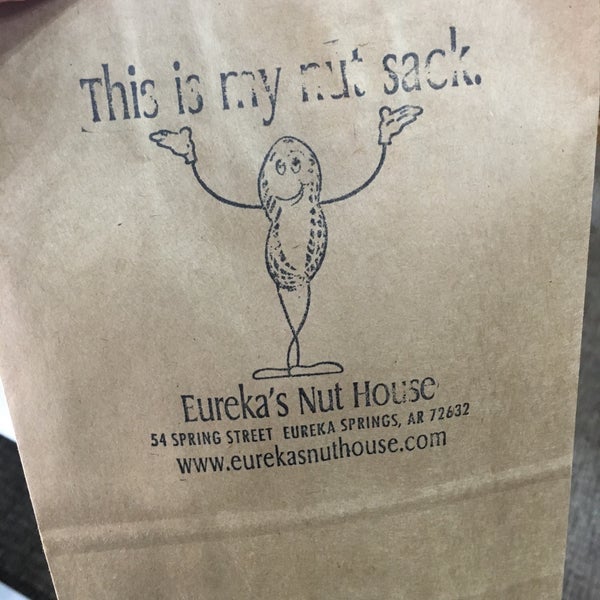 This is my nut sack.
Eureka's Nut House
54 SPRING STREET EUREKA SPRINGS, AR 72632
www.eurekasnuthouse.com